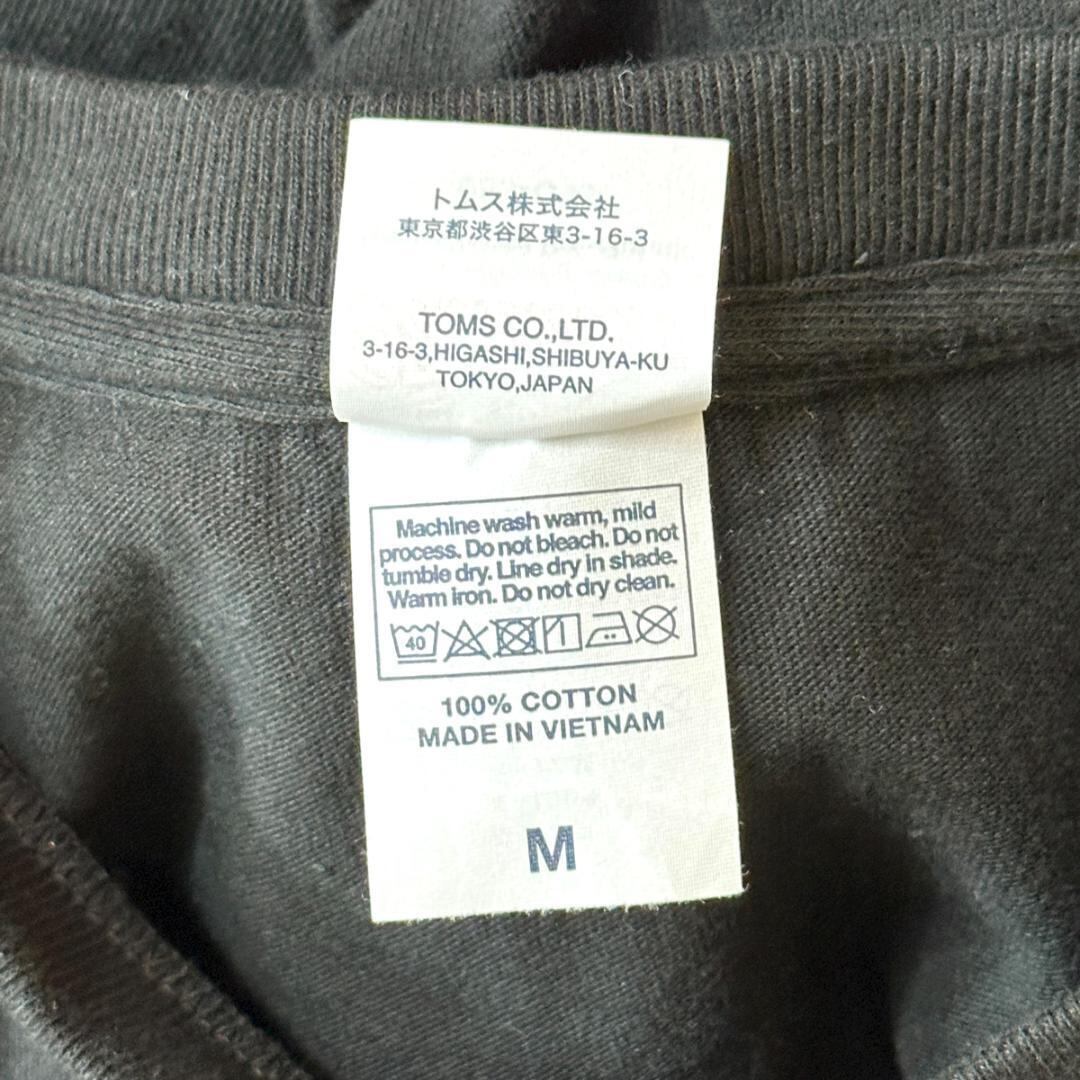 トムス株式会社
東京都渋谷区東3-16-3
TOMS CO.,LTD.
3-16-3,HIGASHI,SHIBUYA-KU
TOKYO,JAPAN
Machine wash warm, mild
process. Do not bleach. Do not
tumble dry. Line dry in shade.
Warm iron. Do not dry clean.
40
100% COTTON
MADE IN VIETNAM
M